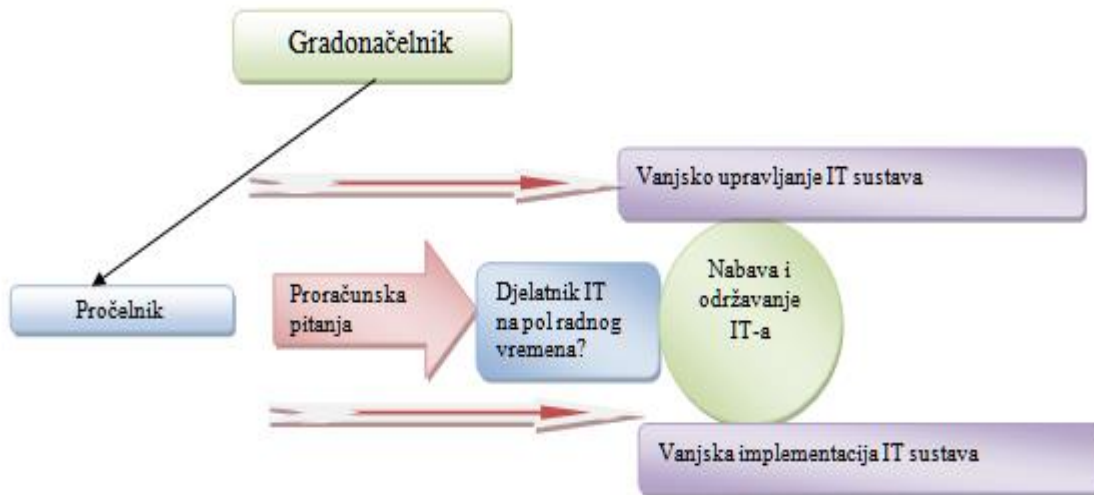 Gradonačelnik
Vanjsko upravljanje IT sustava
Pročelnik
Proračunska
pitanja
Djelatnik IT
na pol radnog
vremena?
Nabava i
održavanje
IT-a
Vanjska implementacija IT sustava